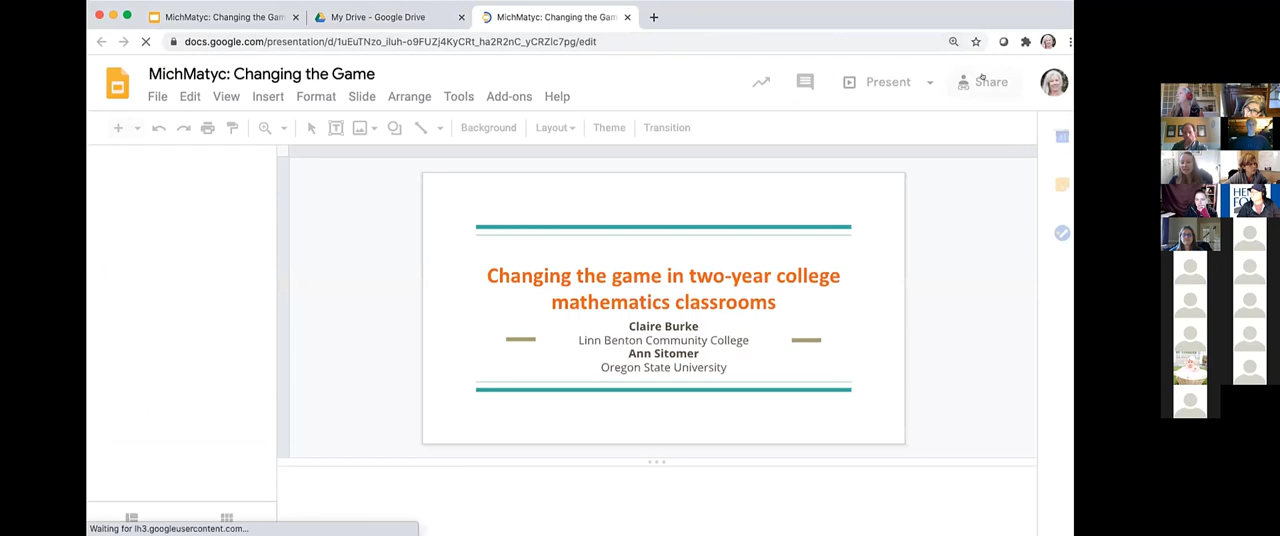 MichMatyc: Changing the Gam
My Drive - Google Drive
MichMatyc: Changing the Gam
docs.google.com/presentation/d/1uEuTNzo_iluh-o9FUZj4KyCRt_ha2R2nC_yCRZlc7pg/edit
MichMatyc: Changing the Game
Present
Share
File Edit View Insert Format Slide Arrange Tools Add-ons Help
Background Layout Theme Transition
Changing the game in two-year college
mathematics classrooms
Claire Burke
Linn Benton Community College
Ann Sitomer
Oregon State University
Waiting for lh3.googleusercontent.com...